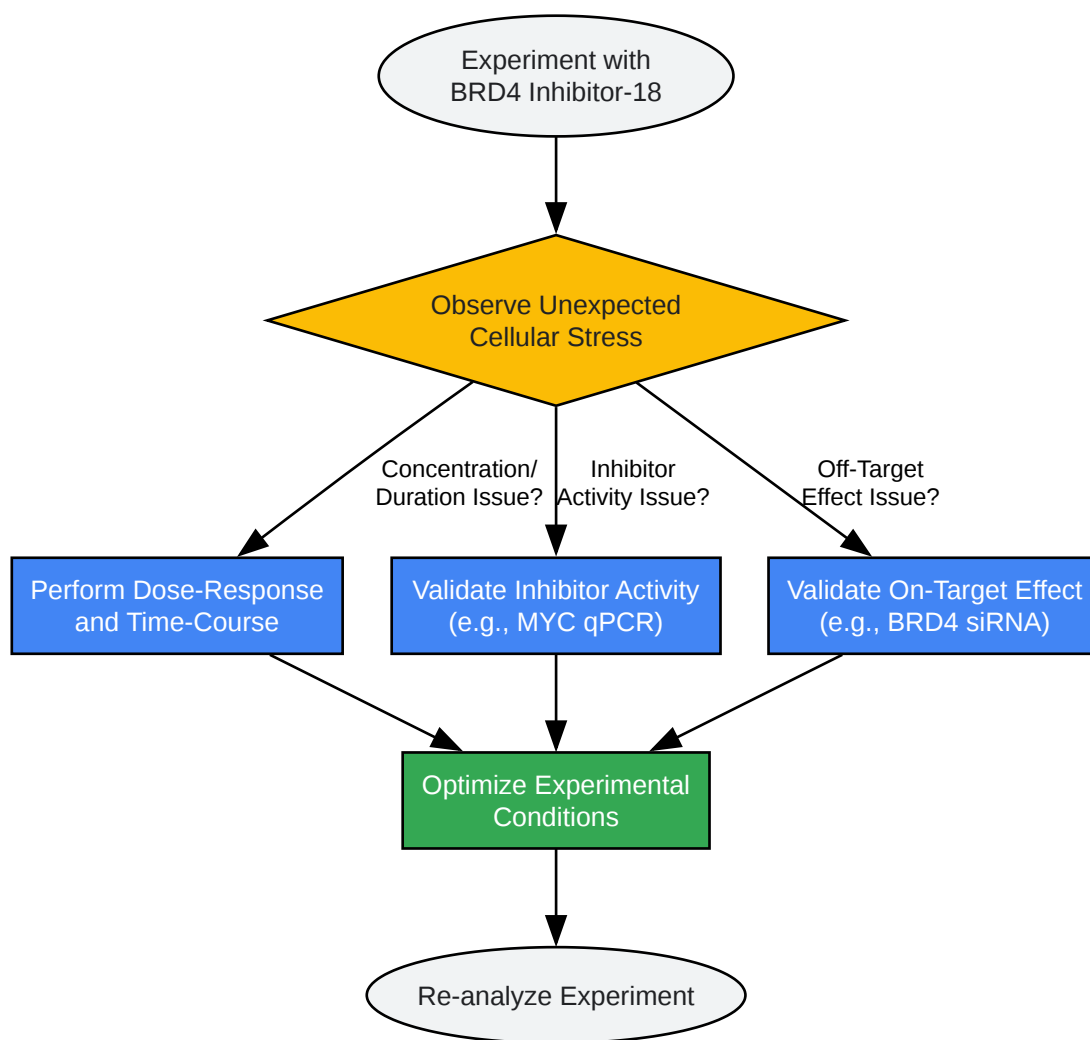 Experiment with
BRD4 Inhibitor-18
Observe Unexpected
Cellular Stress
Concentration/
Duration Issue?
Inhibitor
Activity Issue?
Off-Target
Effect Issue?
Perform Dose-Response
and Time-Course
Validate Inhibitor Activity
(e.g., MYC qPCR)
Validate On-Target Effect
(e.g., BRD4 siRNA)
Optimize Experimental
Conditions
Re-analyze Experiment